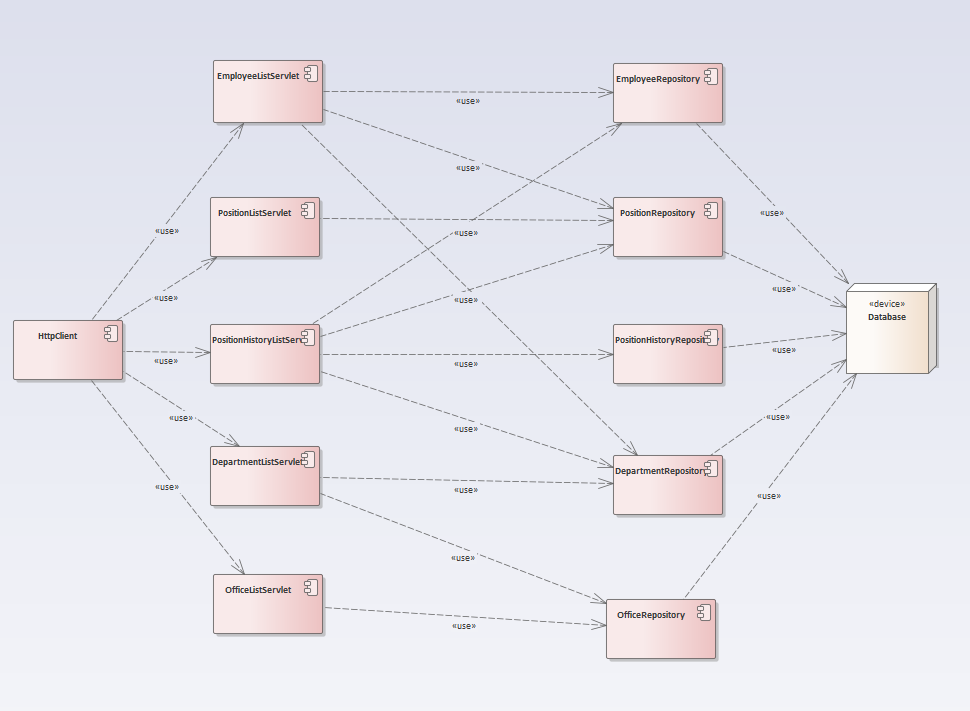 EmployeeListServlet
EmployeeRepository
«use»
«use»
PositionListServlet
PositionRepository
«use»
«use»
«use»
«use»
«use»
«use»
«device»
Database
HttpClient
PositionHistoryListServ
PositionHistoryReposit
«use»
«use»
«use»
«use»
«use»
«use»
DepartmentListServlet
DepartmentRepository
«use»
«use»
«use»
«use»
OfficeListServlet
OfficeRepository
«use»